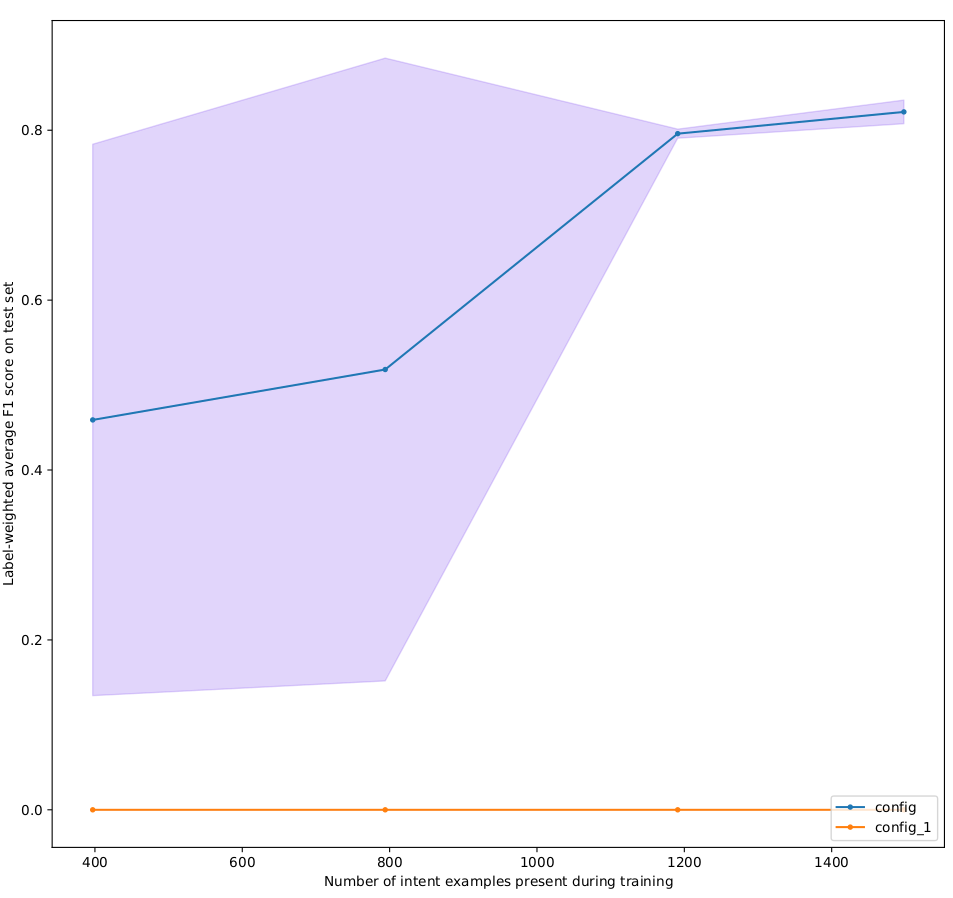 Label-weighted average F1 score on test set
0.8
0.6
0.4
0.2
0.0
400 600 800 1000 1200 1400
Number of intent examples present during training
config
config_1